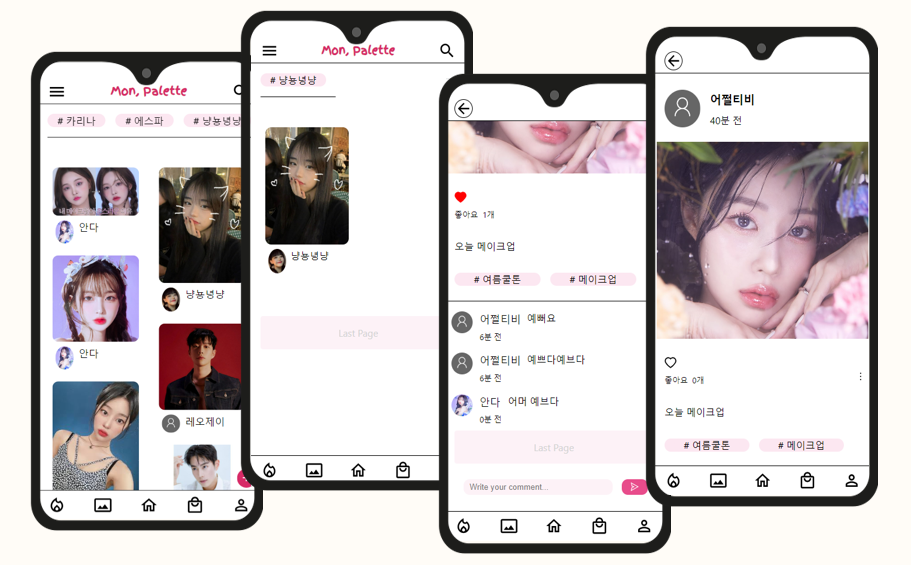 Mon, Palette
# 카리나
# 에스파
# 냥뇽녕냥
안다
냥뇽녕냥
안다
레오제이
Mon, Palette
# 냥뇽녕냥
냥뇽녕냥
Last Page
좋아요 1개
오늘 메이크업
# 여름쿨톤
# 메이크업
어쩔티비 예뻐요
6분 전
어쩔티비 예쁘다예브다
6분 전
안다 어머 예브다
0분 전
Last Page
Write your comment...
어쩔티비
40분 전
좋아요 0개
오늘 메이크업
# 여름쿨톤
# 메이크업